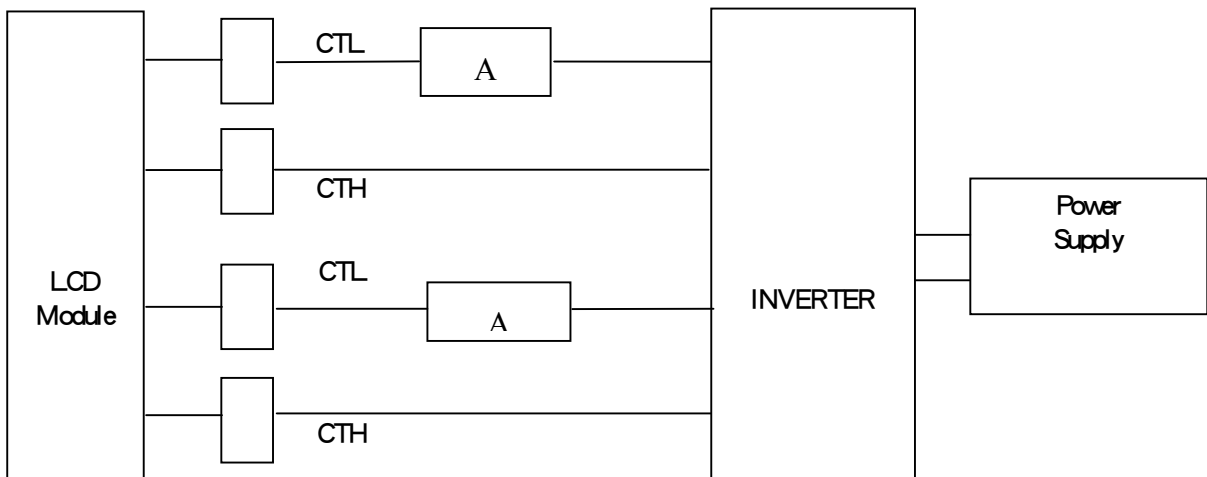 CTL
A
CTH
Power
Supply
LCD
Module
CTL
A
INVERTER
CTH